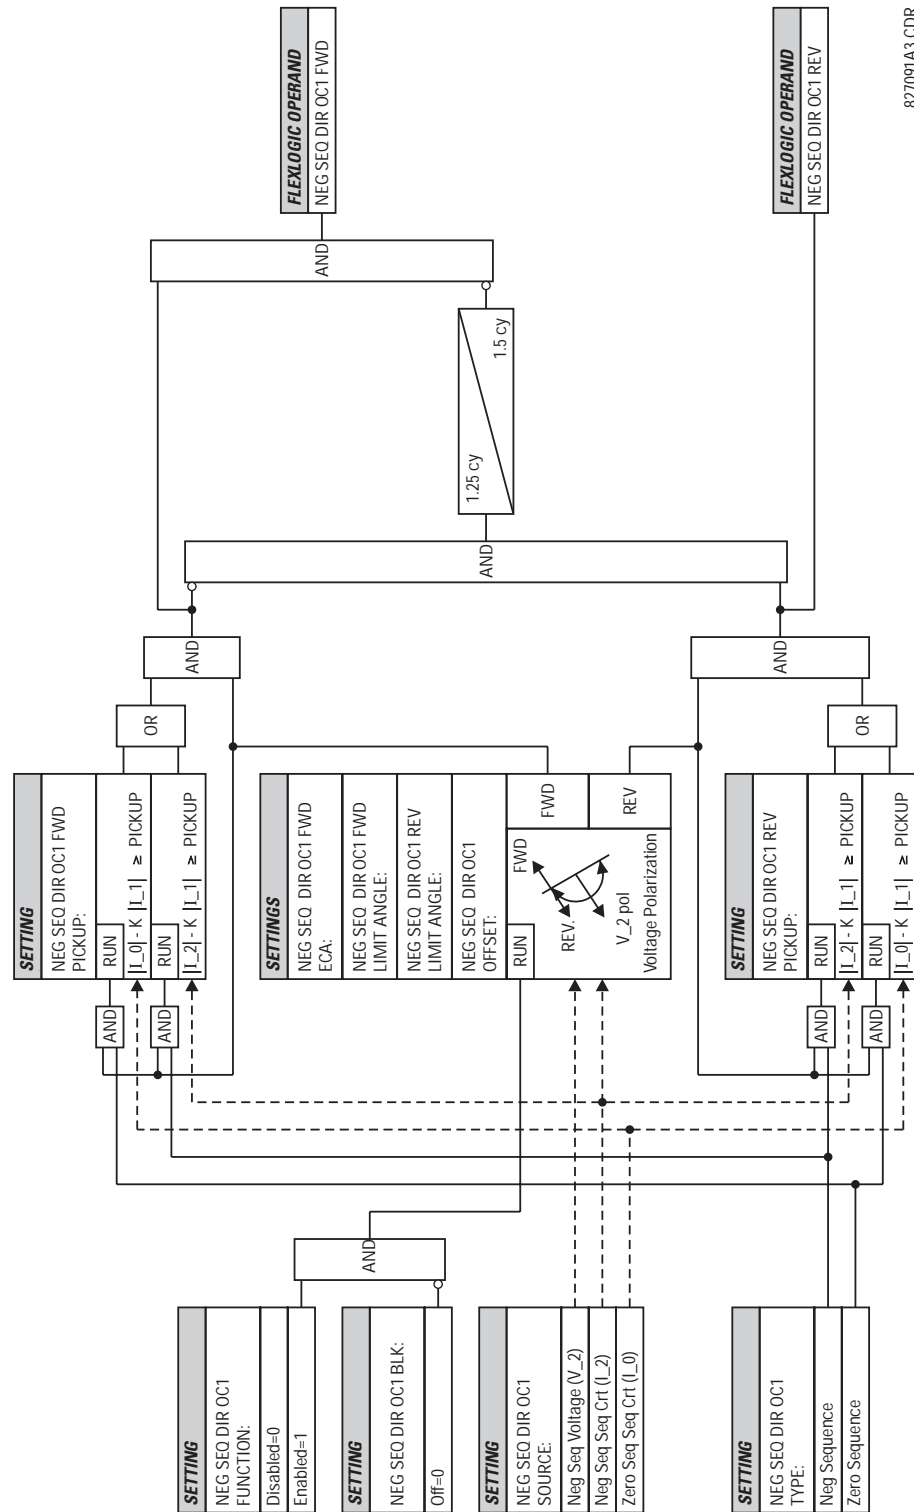 SETTING
NEG SEQ DIR OC1
FUNCTION:
Disabled=0
Enabled=1
SETTING
NEG SEQ DIR OC1 BLK:
Off=0
SETTING
NEG SEQ DIR OC1
SOURCE:
Neg Seq Voltage (V_2)
Neg Seq Crt (I_2)
Zero Seq Seq Crt (I_0)
SETTING
NEG SEQ DIR OC1
TYPE:
Neg Sequence
Zero Sequence
AND
SETTING
NEG SEQ DIR OC1 FWD
PICKUP:
AND
RUN
|I_0| - K |I_1| ≥ PICKUP
AND
RUN
|I_2| - K |I_1| ≥ PICKUP
OR
AND
SETTINGS
NEG SEQ DIR OC1 FWD
ECA:
NEG SEQ DIR OC1 FWD
LIMIT ANGLE:
NEG SEQ DIR OC1 REV
LIMIT ANGLE:
NEG SEQ DIR OC1
OFFSET:
RUN
FWD
REV.
V_2 pol
Voltage Polarization
FWD
REV
SETTING
NEG SEQ DIR OC1 REV
PICKUP:
AND
RUN
|I_2| - K |I_1| ≥ PICKUP
AND
RUN
|I_0| - K |I_1| ≥ PICKUP
OR
AND
AND
1.25 cy
1.5 cy
AND
FLEXLOGIC OPERAND
NEG SEQ DIR OC1 FWD
FLEXLOGIC OPERAND
NEG SEQ DIR OC1 REV
827091A3.CDR